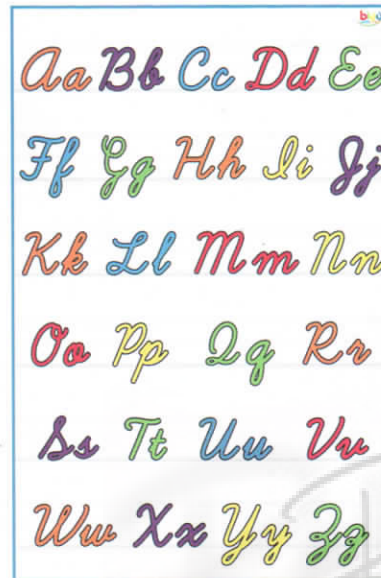 Aa Bb Cc Dd Ee
Ff Gg Hh Ii Jj
Kk Ll Mm Nn
Oo Pp Qq Rr
Ss Tt Uu Vv
Ww Xx Yy Zz